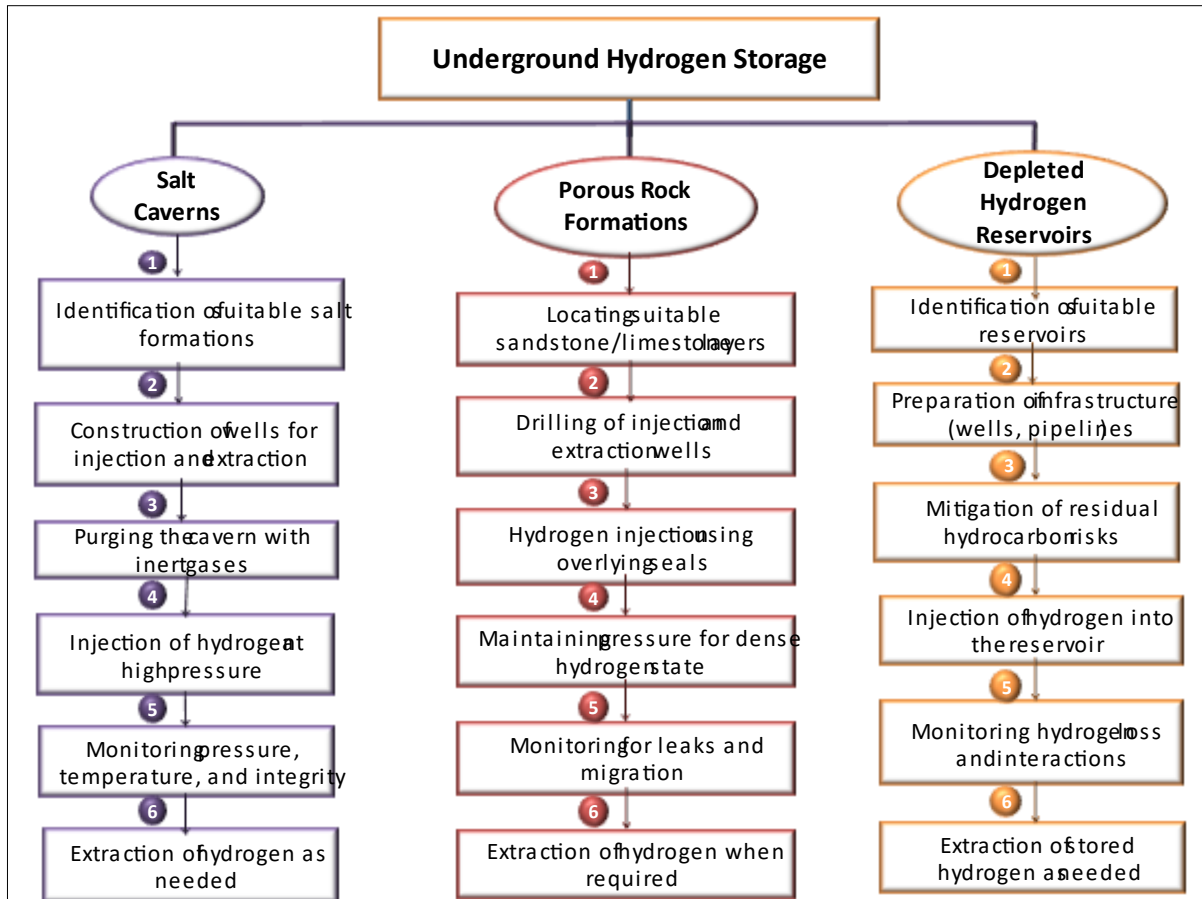 Underground Hydrogen Storage
Salt
Caverns
1
Identification of suitable salt
formations
2
Construction of wells for
injection and extraction
3
Purging the cavern with
inert gases
4
Injection of hydrogen at
high pressure
5
Monitoring pressure,
temperature, and integrity
6
Extraction of hydrogen as
needed
Porous Rock
Formations
1
Locating suitable
sandstone/limestone layers
2
Drilling of injection and
extraction wells
3
Hydrogen injection using
overlying seals
4
Maintaining pressure for dense
hydrogen state
5
Monitoring for leaks and
migration
6
Extraction of hydrogen when
required
Depleted
Hydrogen
Reservoirs
1
Identification of suitable
reservoirs
2
Preparation of infrastructure
(wells, pipelines)
3
Mitigation of residual
hydrocarbon risks
4
Injection of hydrogen into
the reservoir
5
Monitoring hydrogen loss
and interactions
6
Extraction of stored
hydrogen as needed